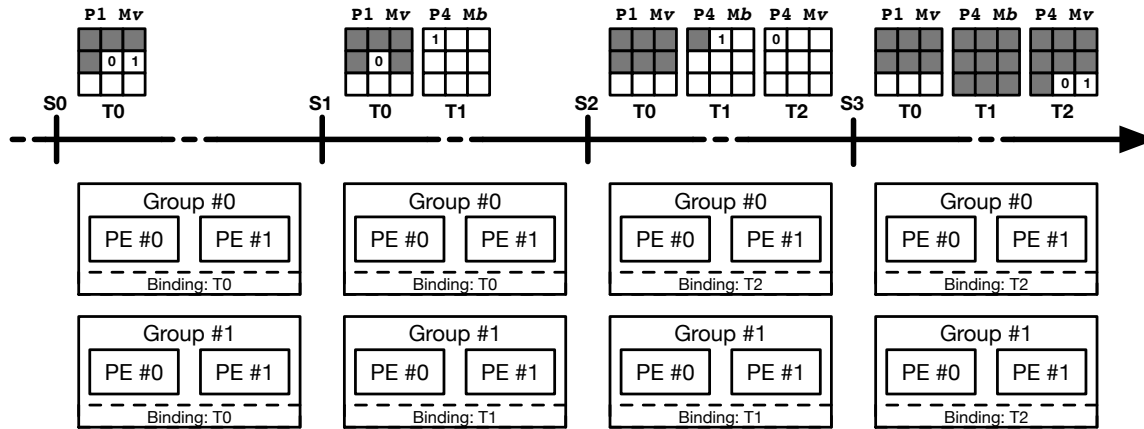 P1 Mv P1 Mv P4 Mb P1 Mv P4 Mb P4 Mv P1 Mv P4 Mb P4 Mv
1 1 0
0 1 0
0 1
S0 T0 S1 T0 T1 S2 T0 T1 T2 S3 T0 T1 T2
Group #0 Group #0 Group #0 Group #0
PE #0 PE #1 PE #0 PE #1 PE #0 PE #1 PE #0 PE #1
Binding: T0 Binding: T0 Binding: T2 Binding: T2
Group #1 Group #1 Group #1 Group #1
PE #0 PE #1 PE #0 PE #1 PE #0 PE #1 PE #0 PE #1
Binding: T0 Binding: T1 Binding: T1 Binding: T2